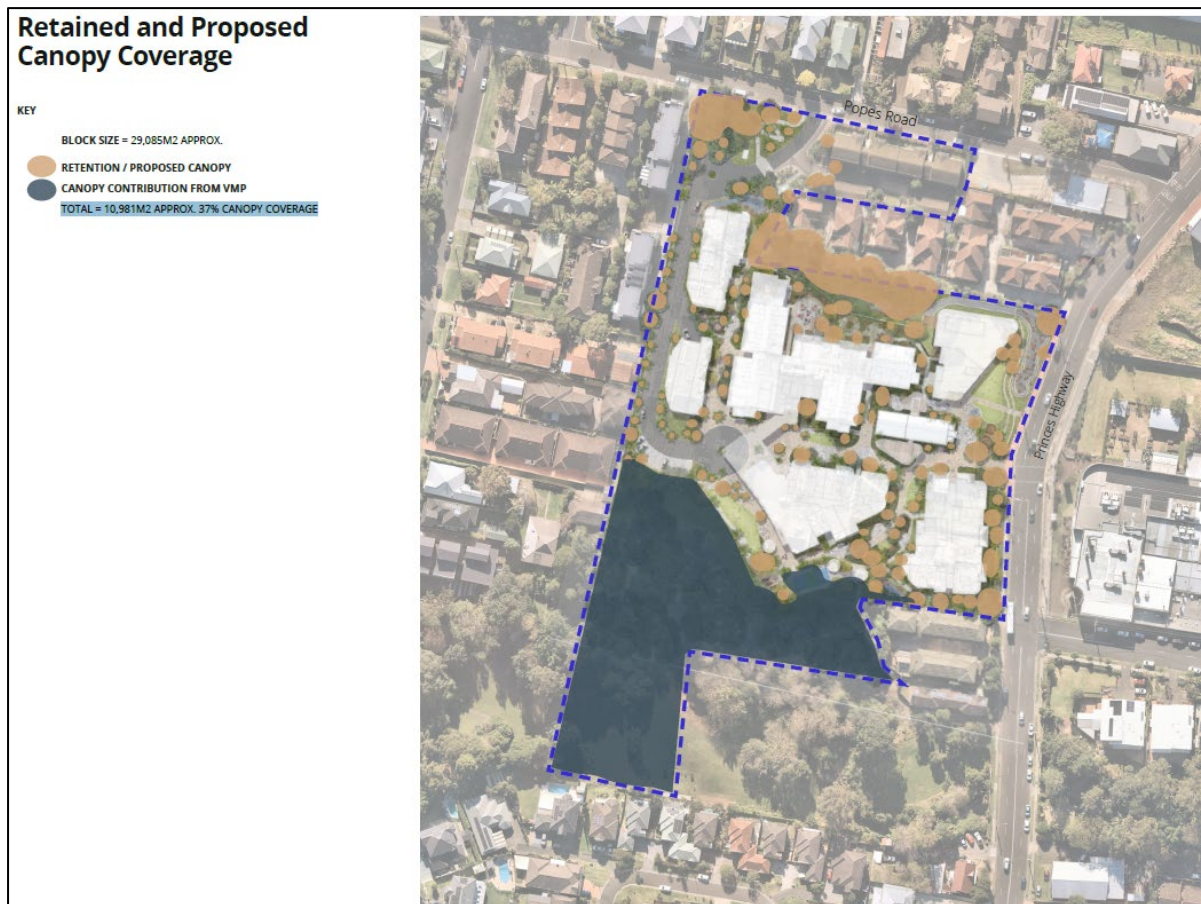 Retained and Proposed
Canopy Coverage
KEY
BLOCK SIZE = 29,085M2 APPROX.
RETENTION / PROPOSED CANOPY
CANOPY CONTRIBUTION FROM VMP
TOTAL = 10,981M2 APPROX. 37% CANOPY COVERAGE
Popes Road
Princes Highway